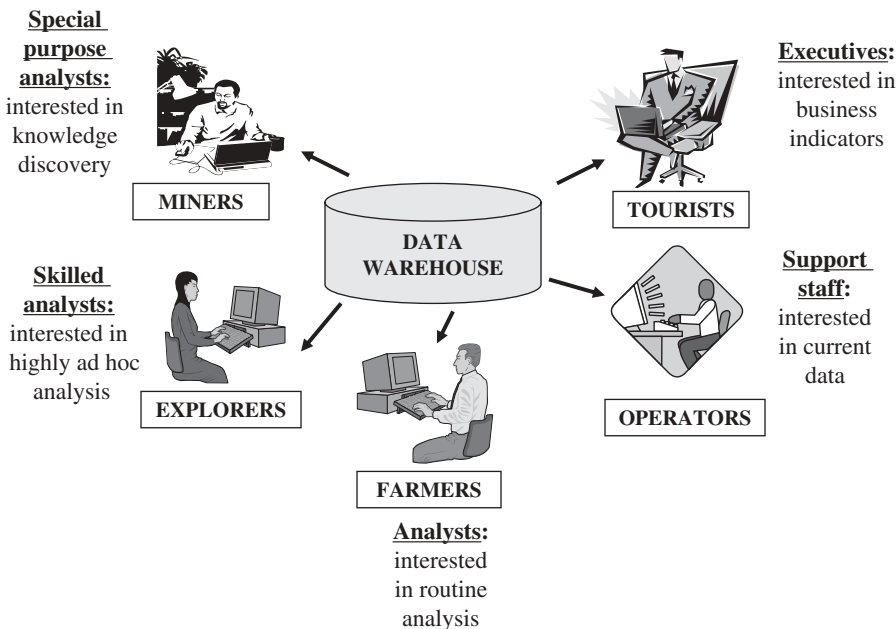 Special
purpose
analysts:
interested in
knowledge
discovery
MINERS
Executives:
interested in
business
indicators
TOURISTS
DATA
WAREHOUSE
Skilled
analysts:
interested in
highly ad hoc
analysis
EXPLORERS
Support
staff:
interested
in current
data
OPERATORS
FARMERS
Analysts:
interested
in routine
analysis